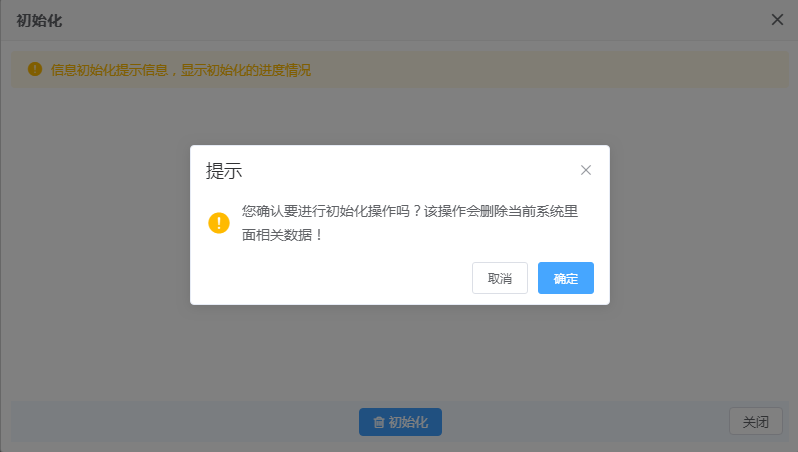 初始化
信息初始化提示信息，显示初始化的进度情况
提示
您确认要进行初始化操作吗？该操作会删除当前系统里
面相关数据！
取消
确定
初始化
关闭